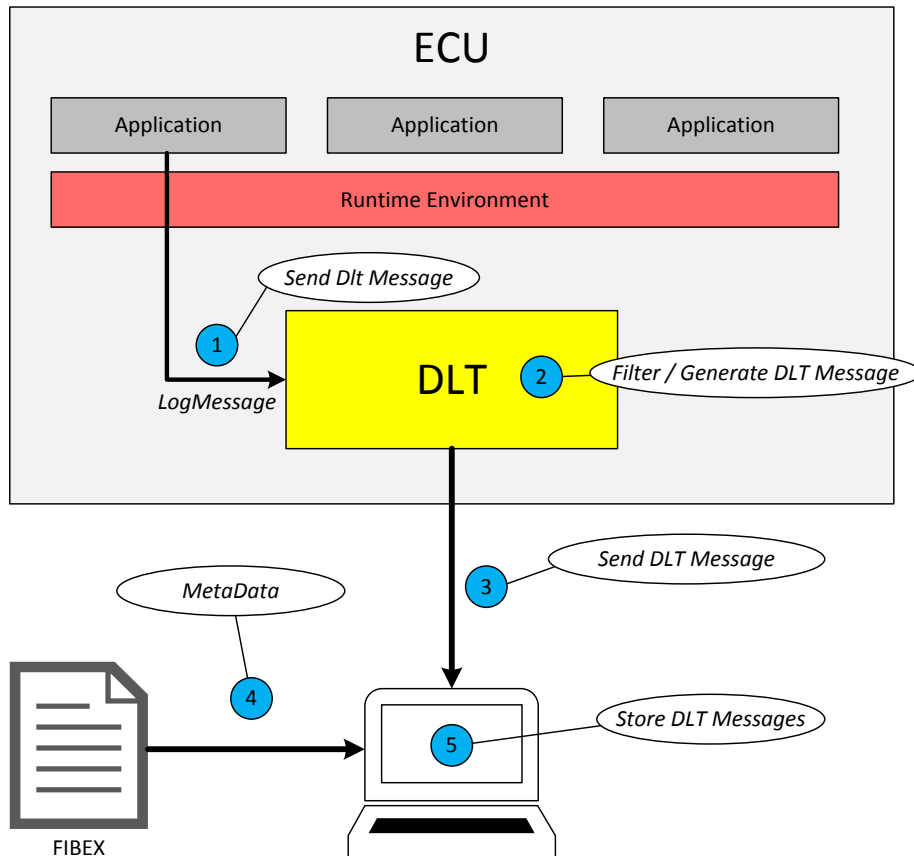 ECU
Application
Application
Application
Runtime Environment
Send Dlt Message
1
LogMessage
DLT
2
Filter / Generate DLT Message
3
Send DLT Message
MetaData
4
5
Store DLT Messages
FIBEX